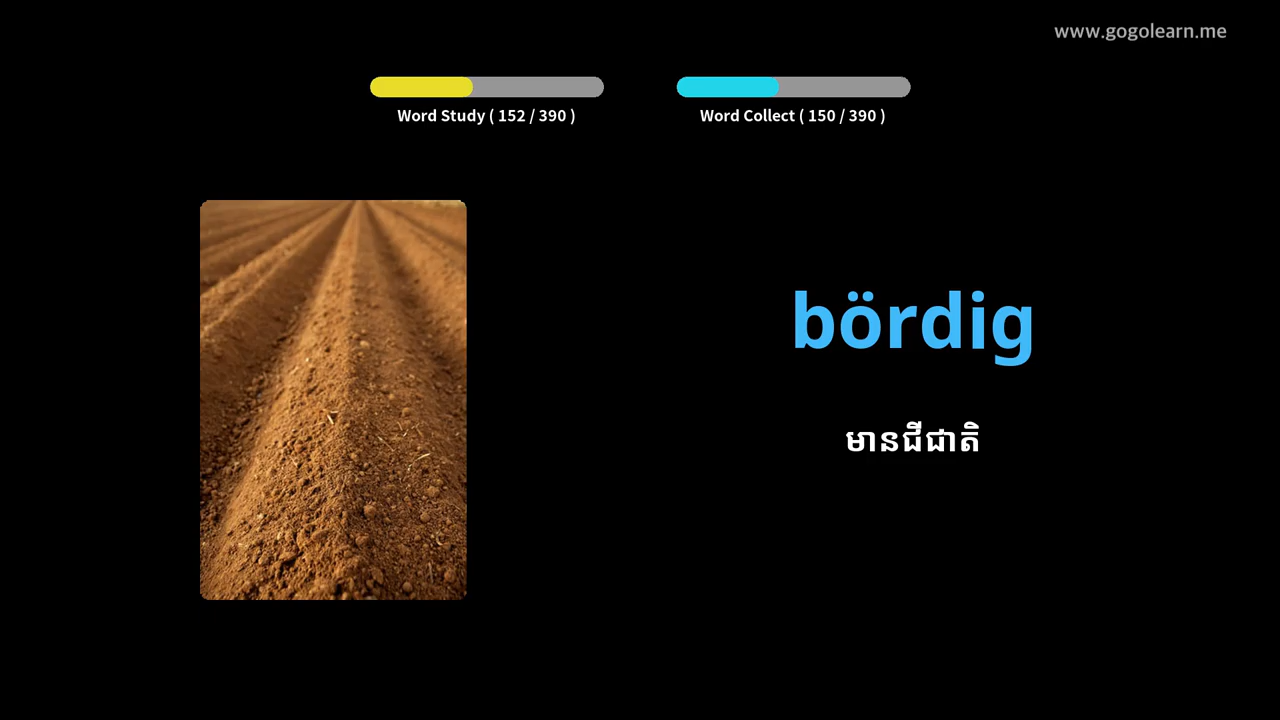 www.gogolearn.me
Word Study ( 152 / 390 )
Word Collect ( 150 / 390 )
bördig
មានជីជាតិ